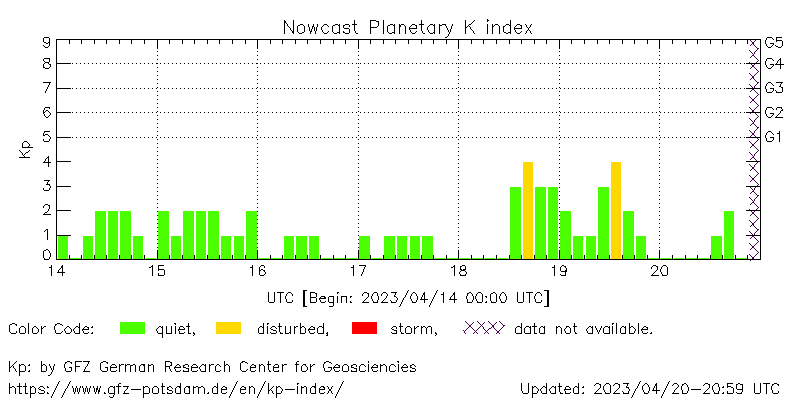 Nowcast Planetary K index
9 G5
8 G4
7 G3
6 G2
5 G1
Kp
4
3
2
1
0
14 15 16 17 18 19 20
UTC [Begin: 2023/04/14 00:00 UTC]
Color Code: quiet, disturbed, storm, data not available.
Kp: by GFZ German Research Center for Geosciencies
https://www.gfz-potsdam.de/en/kp-index/ Updated: 2023/04/20-20:59 UTC